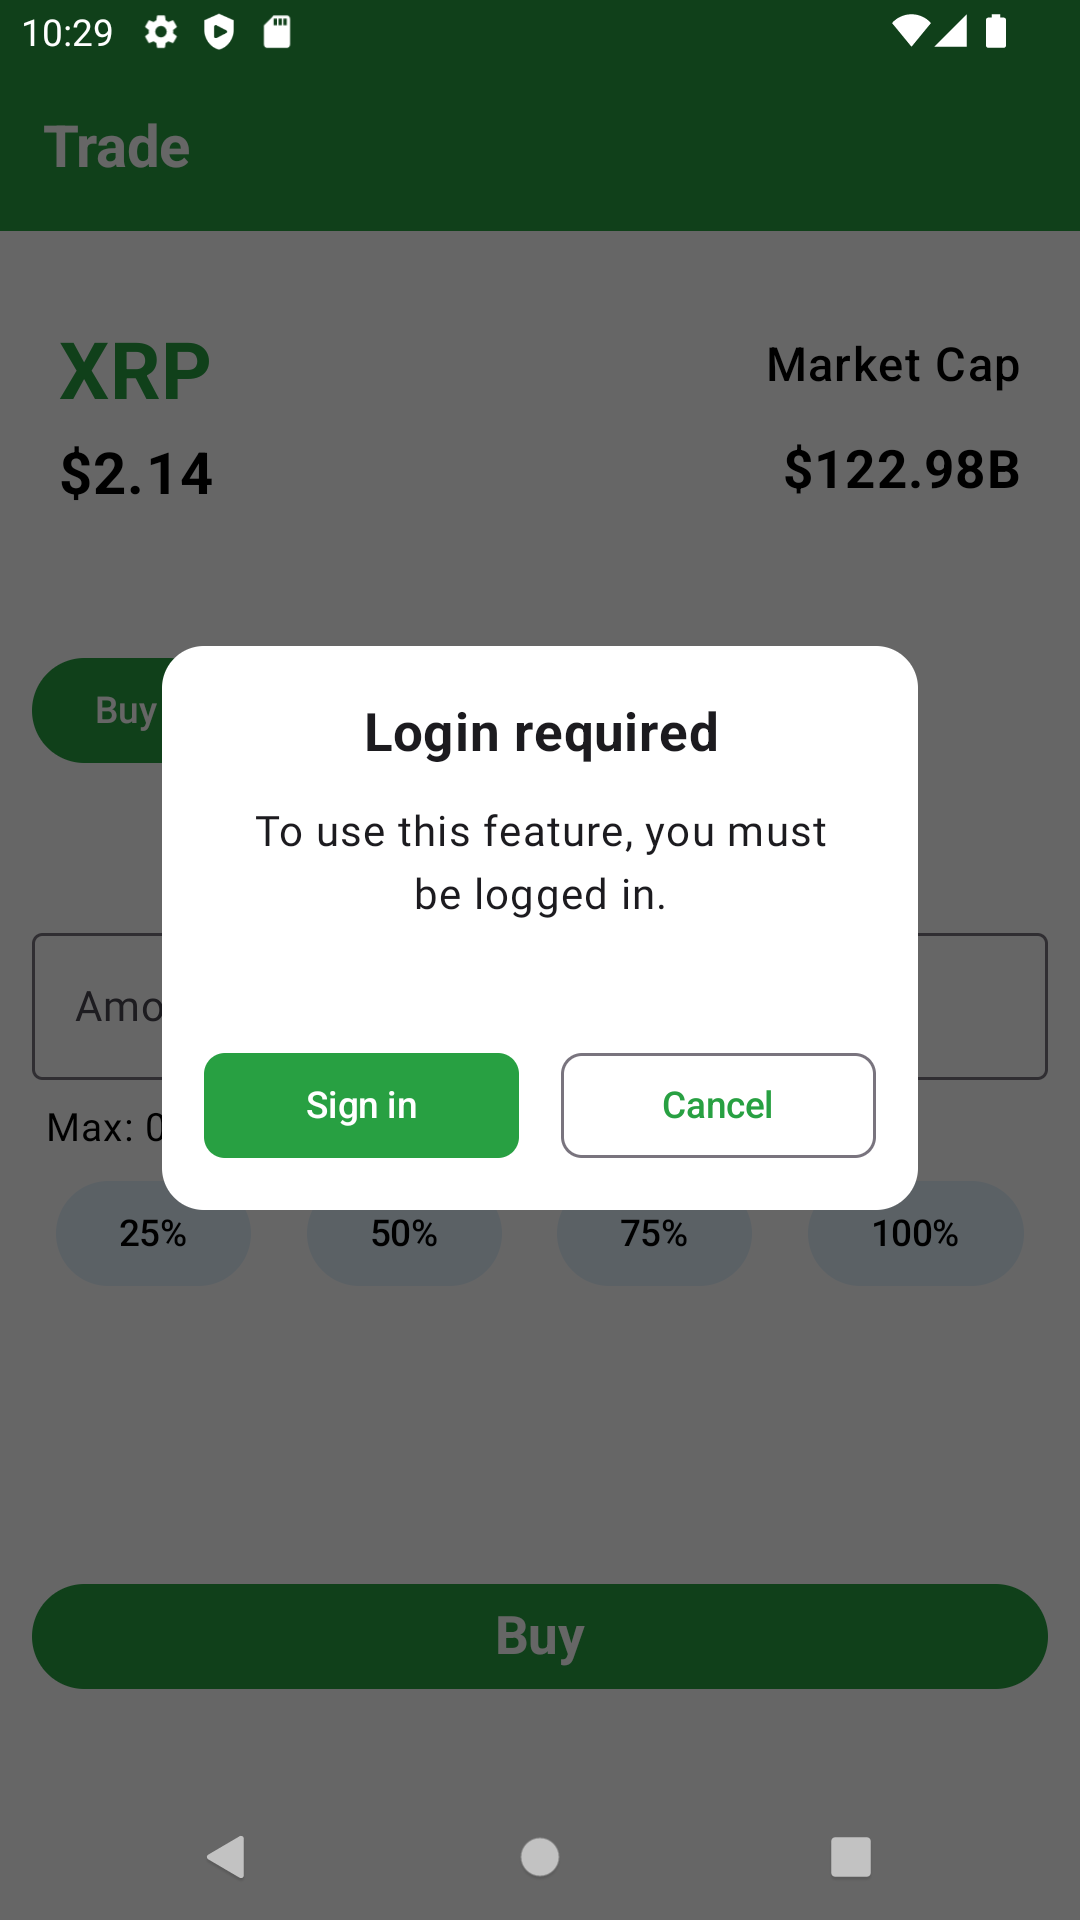 10:29
Trade
XRP
Market Cap
$2.14
$122.98B
Buy
Login required
To use this feature, you must
be logged in.
Max: 0
Sign in
Cancel
25%
50%
75%
100%
Buy